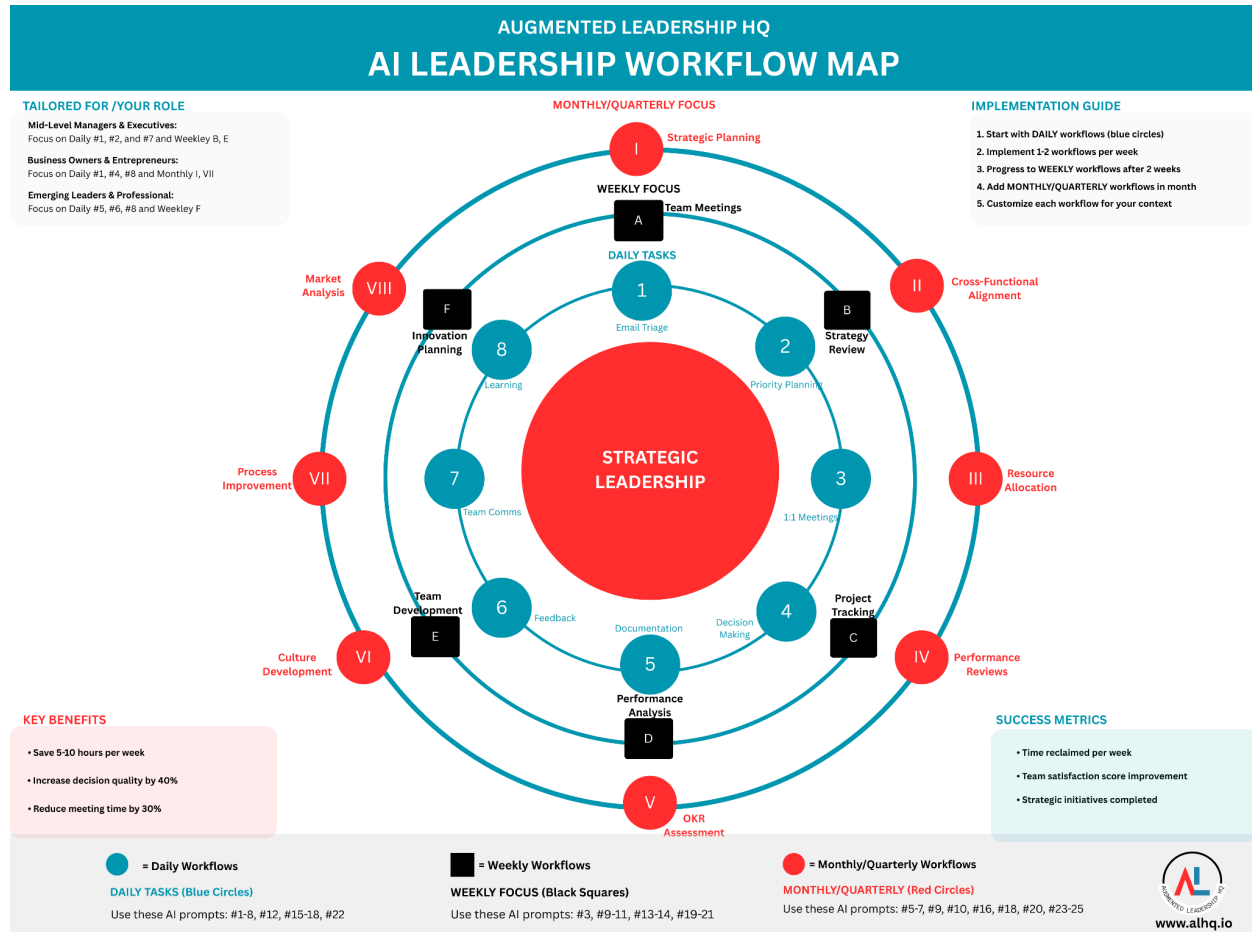 AUGMENTED LEADERSHIP HQ
AI LEADERSHIP WORKFLOW MAP
TAILORED FOR /YOUR ROLE
Mid-Level Managers & Executives:
Focus on Daily #1, #2, and #7 and Weekley B, E
Business Owners & Entrepreneurs:
Focus on Daily #1, #4, #8 and Monthly I, VII
Emerging Leaders & Professional:
Focus on Daily #5, #6, #8 and Weekley F
IMPLEMENTATION GUIDE
1. Start with DAILY workflows (blue circles)
2. Implement 1-2 workflows per week
3. Progress to WEEKLY workflows after 2 weeks
4. Add MONTHLY/QUARTERLY workflows in month
5. Customize each workflow for your context
MONTHLY/QUARTERLY FOCUS
I
Strategic Planning
II
Cross-Functional
Alignment
III
Resource
Allocation
IV
Performance
Reviews
V
OKR
Assessment
VI
Culture
Development
VII
Process
Improvement
VIII
Market
Analysis
WEEKLY FOCUS
A
Team Meetings
B
Strategy
Review
Project
Tracking
C
Performance
Analysis
D
Team
Development
E
F
Innovation
Planning
DAILY TASKS
1
Email Triage
2
Priority Planning
3
1:1 Meetings
4
Decision
Making
Documentation
5
6
Feedback
7
Team Comms
8
Learning
STRATEGIC
LEADERSHIP
KEY BENEFITS
• Save 5-10 hours per week
• Increase decision quality by 40%
• Reduce meeting time by 30%
SUCCESS METRICS
• Time reclaimed per week
• Team satisfaction score improvement
• Strategic initiatives completed
= Daily Workflows
DAILY TASKS (Blue Circles)
Use these AI prompts: #1-8, #12, #15-18, #22
= Weekly Workflows
WEEKLY FOCUS (Black Squares)
Use these AI prompts: #3, #9-11, #13-14, #19-21
= Monthly/Quarterly Workflows
MONTHLY/QUARTERLY (Red Circles)
Use these AI prompts: #5-7, #9, #10, #16, #18, #20, #23-25
AL
AUGMENTED LEADERSHIP HQ
www.alhq.io